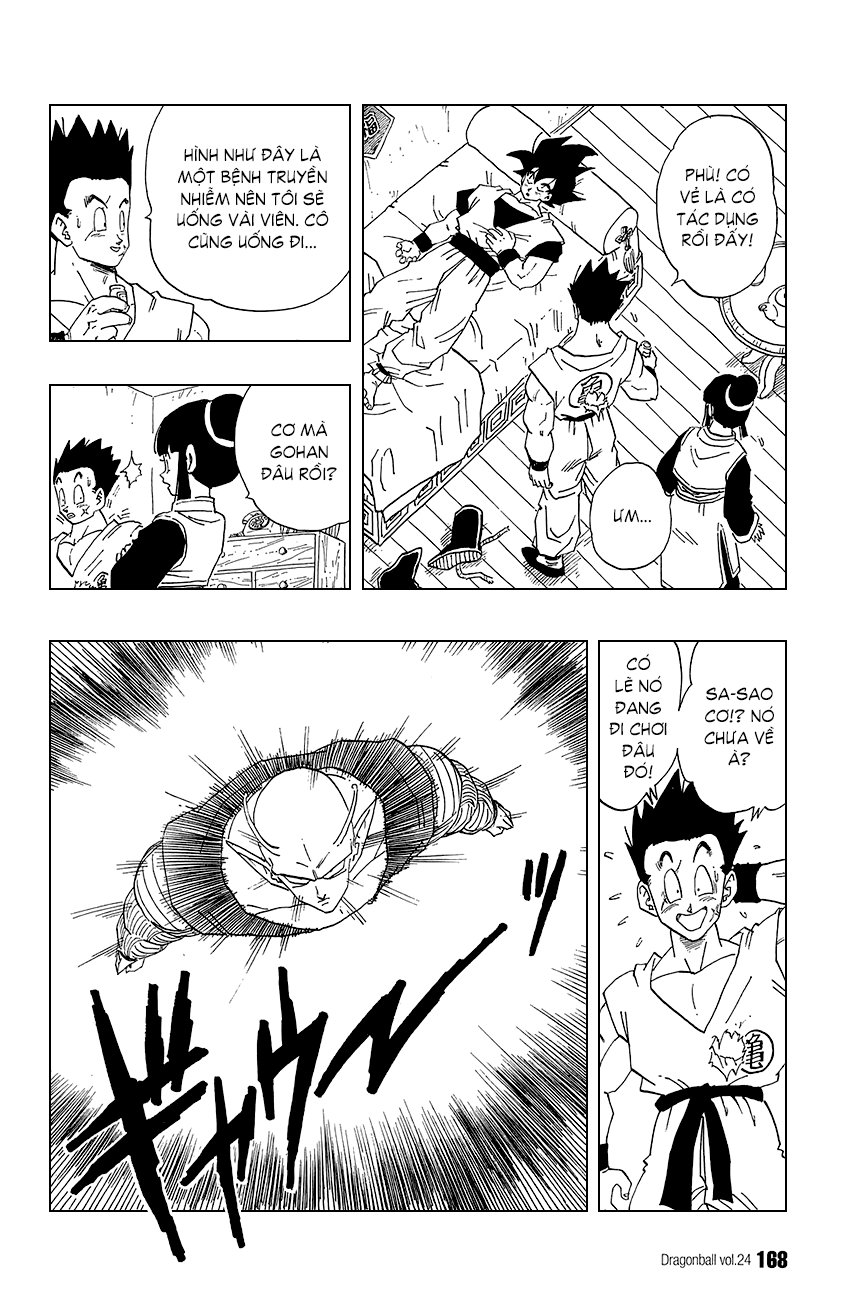 PHÙ! CÓ
VẺ LÀ CÓ
TÁC DỤNG
RỒI ĐẤY!
ƯM...
HÌNH NHƯ ĐÂY LÀ
MỘT BỆNH TRUYỀN
NHIỄM NÊN TÔI SẼ
UỐNG VÀI VIÊN. CÔ
CŨNG UỐNG ĐI...
CƠ MÀ
GOHAN
ĐÂU RỒI?
SA-SAO
CƠ!? NÓ
CHƯA VỀ
À?
CÓ
LẼ NÓ
ĐANG
ĐI CHƠI
ĐÂU
ĐÓ!
亀
ギャウンッ
Dragonball vol.24 168